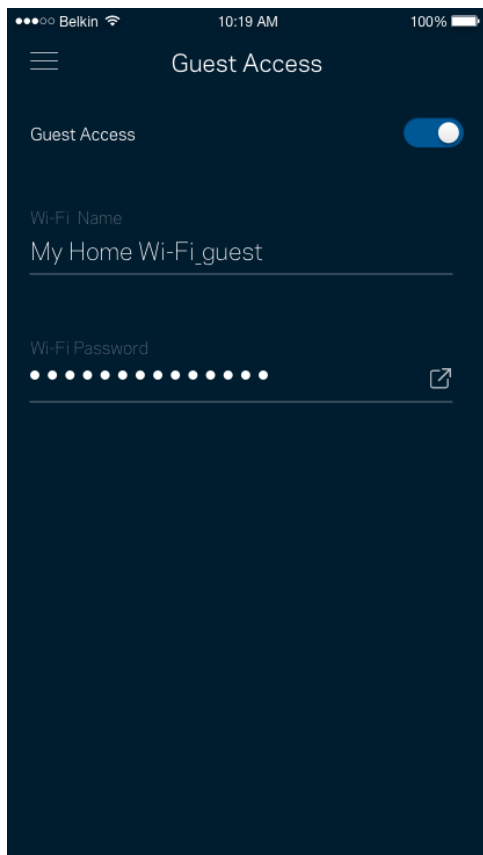 Belkin 10:19 AM 100%
Guest Access
Guest Access
Wi-Fi Name
My Home Wi-Fi_guest
Wi-Fi Password
●●●●●●●●●●●●●●